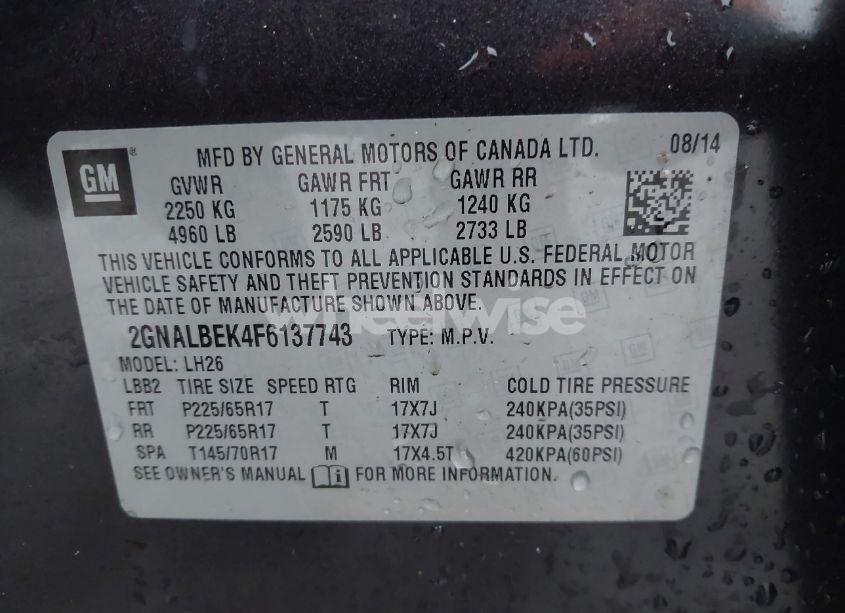 GM ® MFD BY GENERAL MOTORS OF CANADA LTD. 08/14
GVWR GAWR FRT GAWR RR
2250 KG 1175 KG 1240 KG
4960 LB 2590 LB 2733 LB
THIS VEHICLE CONFORMS TO ALL APPLICABLE U.S. FEDERAL MOTOR
VEHICLE SAFETY AND THEFT PREVENTION STANDARDS IN EFFECT ON
THE DATE OF MANUFACTURE SHOWN ABOVE.
wheelwise
2GNALBEK4F6137743 TYPE: M.P.V.
MODEL: LH26
LBB2 TIRE SIZE SPEED RTG RIM COLD TIRE PRESSURE
FRT P225/65R17 T 17X7J 240KPA(35PSI)
RR P225/65R17 T 17X7J 240KPA(35PSI)
SPA T145/70R17 M 17X4.5T 420KPA(60PSI)
SEE OWNER'S MANUAL FOR MORE INFORMATION.